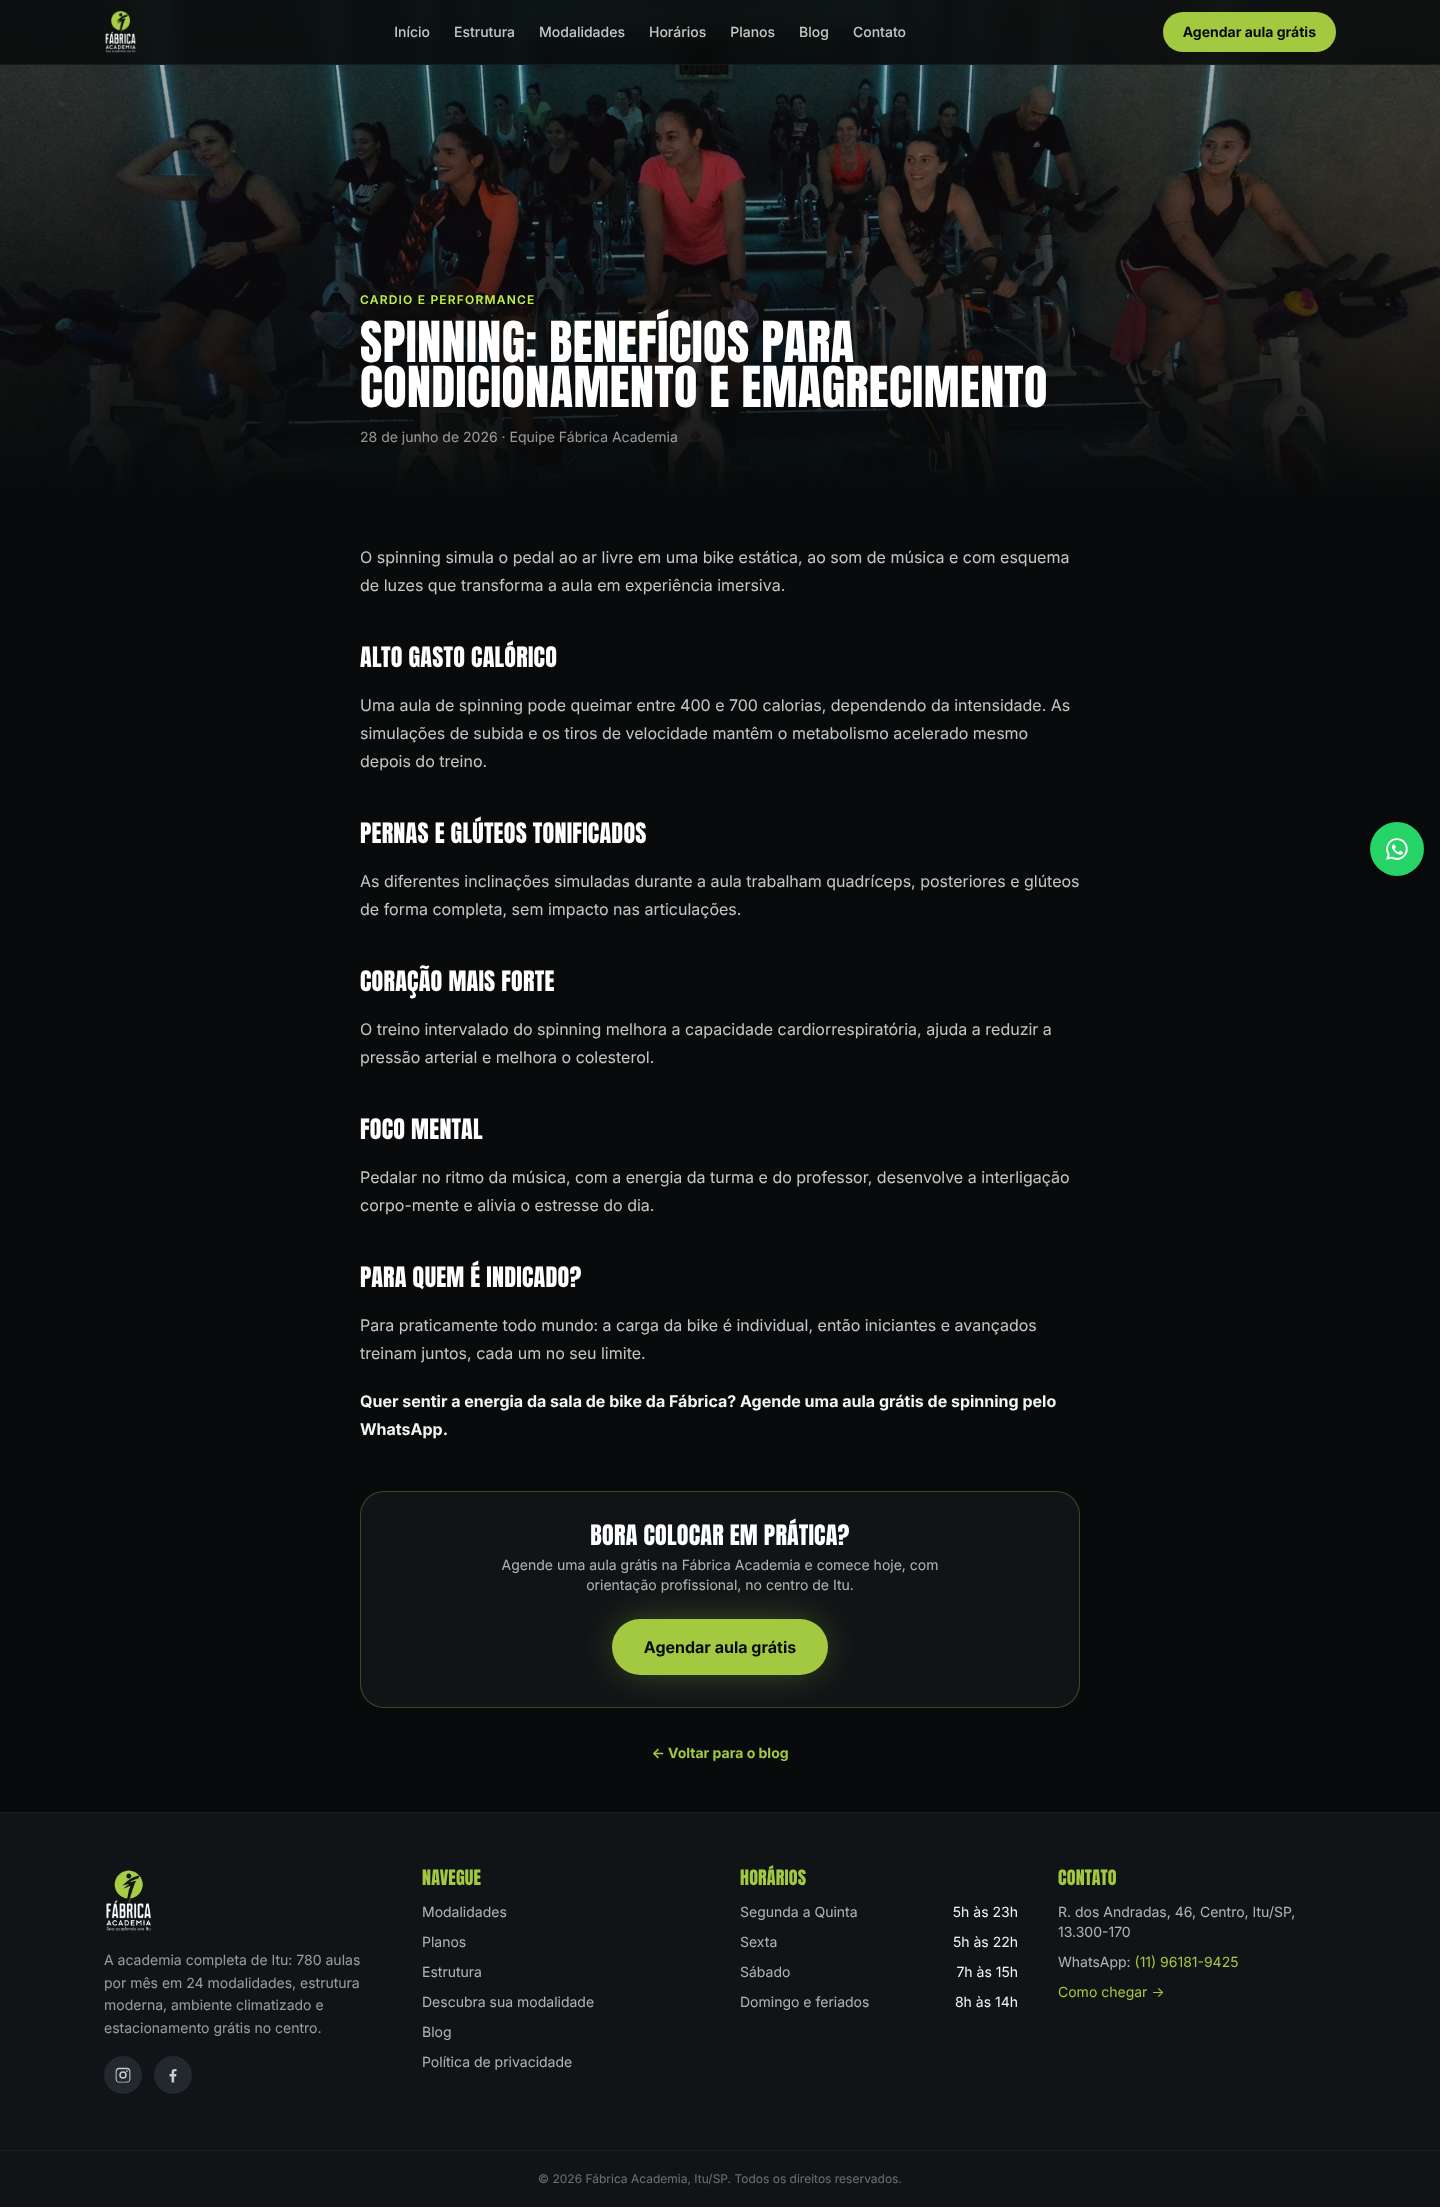 FÁBRICA
ACADEMIA
Início
Estrutura
Modalidades
Horários
Planos
Blog
Contato
Agendar aula grátis
CARDIO E PERFORMANCE
SPINNING: BENEFÍCIOS PARA
CONDICIONAMENTO E EMAGRECIMENTO
28 de junho de 2026 · Equipe Fábrica Academia
O spinning simula o pedal ao ar livre em uma bike estática, ao som de música e com esquema
de luzes que transforma a aula em experiência imersiva.
ALTO GASTO CALÓRICO
Uma aula de spinning pode queimar entre 400 e 700 calorias, dependendo da intensidade. As
simulações de subida e os tiros de velocidade mantêm o metabolismo acelerado mesmo
depois do treino.
PERNAS E GLÚTEOS TONIFICADOS
As diferentes inclinações simuladas durante a aula trabalham quadríceps, posteriores e glúteos
de forma completa, sem impacto nas articulações.
CORAÇÃO MAIS FORTE
O treino intervalado do spinning melhora a capacidade cardiorrespiratória, ajuda a reduzir a
pressão arterial e melhora o colesterol.
FOCO MENTAL
Pedalar no ritmo da música, com a energia da turma e do professor, desenvolve a interligação
corpo-mente e alivia o estresse do dia.
PARA QUEM É INDICADO?
Para praticamente todo mundo: a carga da bike é individual, então iniciantes e avançados
treinam juntos, cada um no seu limite.
Quer sentir a energia da sala de bike da Fábrica? Agende uma aula grátis de spinning pelo
WhatsApp.
BORA COLOCAR EM PRÁTICA?
Agende uma aula grátis na Fábrica Academia e comece hoje, com
orientação profissional, no centro de Itu.
Agendar aula grátis
← Voltar para o blog
FÁBRICA
ACADEMIA
A academia completa de Itu: 780 aulas
por mês em 24 modalidades, estrutura
moderna, ambiente climatizado e
estacionamento grátis no centro.
NAVEGUE
Modalidades
Planos
Estrutura
Descubra sua modalidade
Blog
Política de privacidade
HORÁRIOS
Segunda a Quinta 5h às 23h
Sexta 5h às 22h
Sábado 7h às 15h
Domingo e feriados 8h às 14h
CONTATO
R. dos Andradas, 46, Centro, Itu/SP,
13.300-170
WhatsApp: (11) 96181-9425
Como chegar →
© 2026 Fábrica Academia, Itu/SP. Todos os direitos reservados.